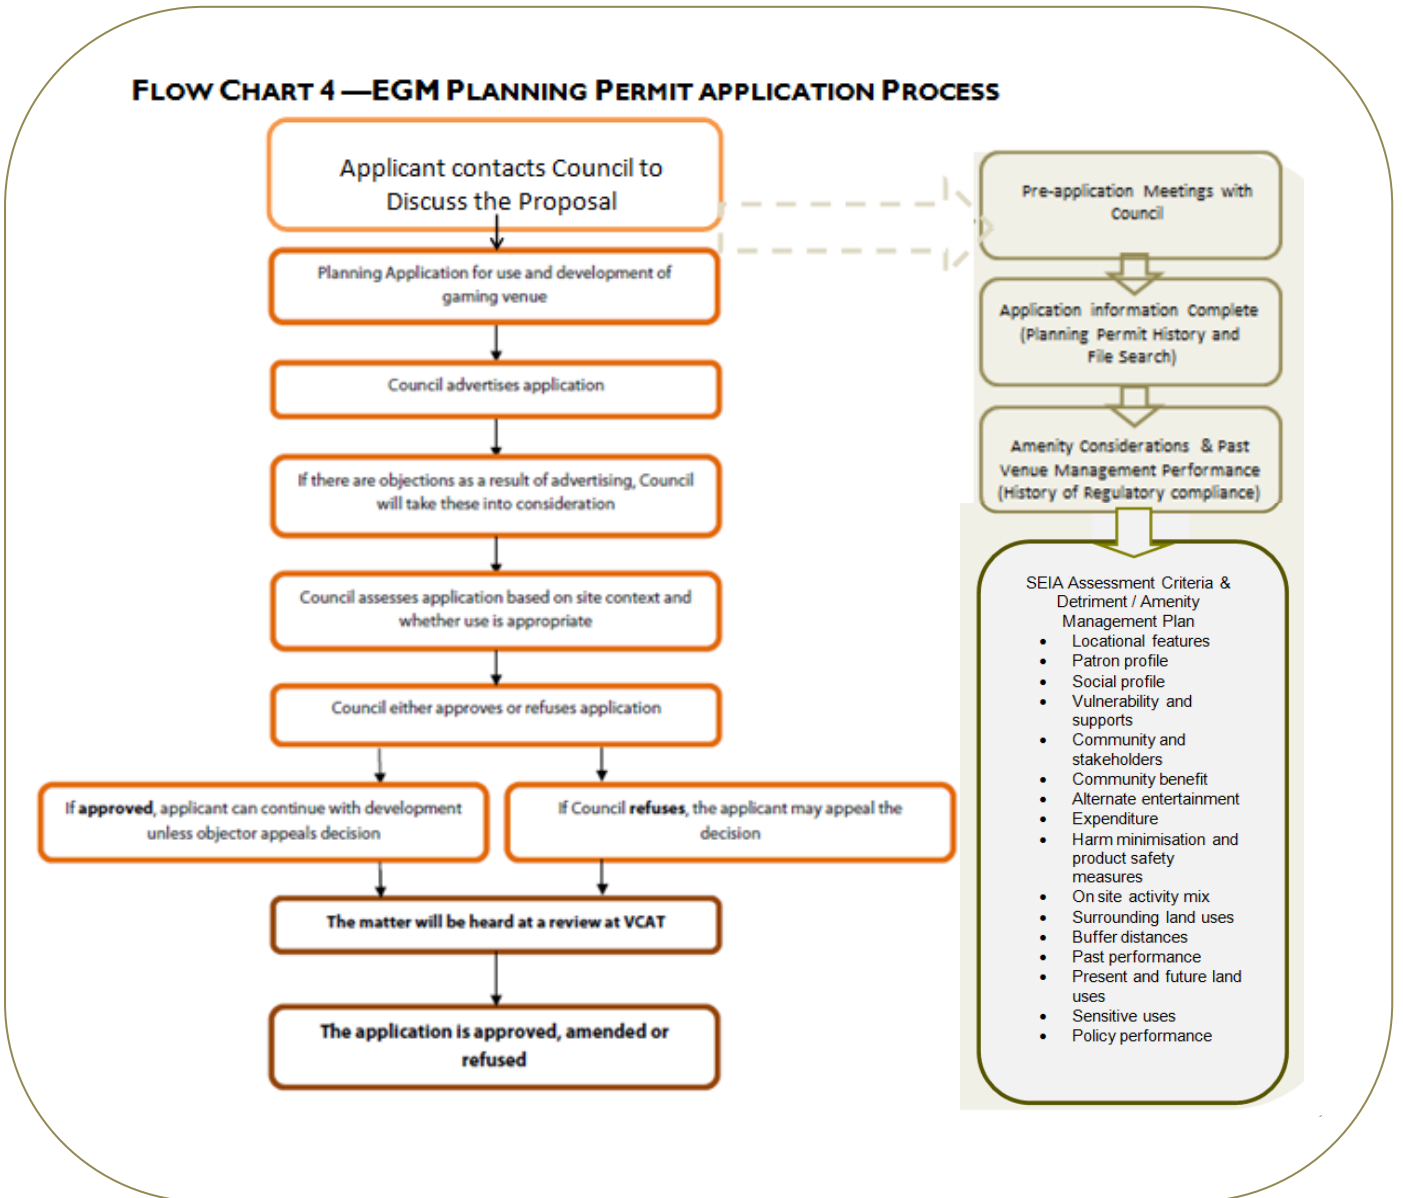 FLOW CHART 4 —EGM PLANNING PERMIT APPLICATION PROCESS
Applicant contacts Council to
Discuss the Proposal
Planning Application for use and development of
gaming venue
Council advertises application
If there are objections as a result of advertising, Council
will take these into consideration
Council assesses application based on site context and
whether use is appropriate
Council either approves or refuses application
If approved, applicant can continue with development
unless objector appeals decision
If Council refuses, the applicant may appeal the
decision
The matter will be heard at a review at VCAT
The application is approved, amended or
refused
Pre-application Meetings with
Council
Application information Complete
(Planning Permit History and
File Search)
Amenity Considerations & Past
Venue Management Performance
(History of Regulatory compliance)
SEIA Assessment Criteria &
Detriment / Amenity
Management Plan
• Locational features
• Patron profile
• Social profile
• Vulnerability and
supports
• Community and
stakeholders
• Community benefit
• Alternate entertainment
• Expenditure
• Harm minimisation and
product safety
measures
• On site activity mix
• Surrounding land uses
• Buffer distances
• Past performance
• Present and future land
uses
• Sensitive uses
• Policy performance